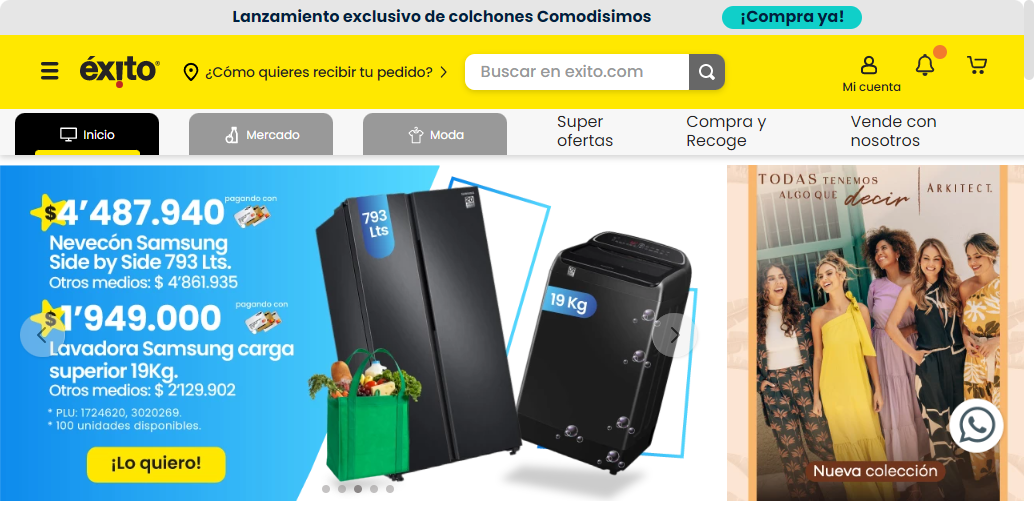 Lanzamiento exclusivo de colchones Comodisimos
¡Compra ya!
éxito
¿Cómo quieres recibir tu pedido?
Buscar en exito.com
Mi cuenta
Inicio
Mercado
Moda
Super
ofertas
Compra y
Recoge
Vende con
nosotros
$4’487.940
pagando con
Nevecón Samsung
Side by Side 793 Lts.
Otros medios: $ 4’861.935
$1’949.000
pagando con
Lavadora Samsung carga
superior 19Kg.
Otros medios: $ 2’129.902
* PLU: 1724620, 3020269.
* 100 unidades disponibles.
¡Lo quiero!
793
Lts
19 Kg
TODAS TENEMOS
ALGO QUE decir
ARKITECT.
Nueva colección